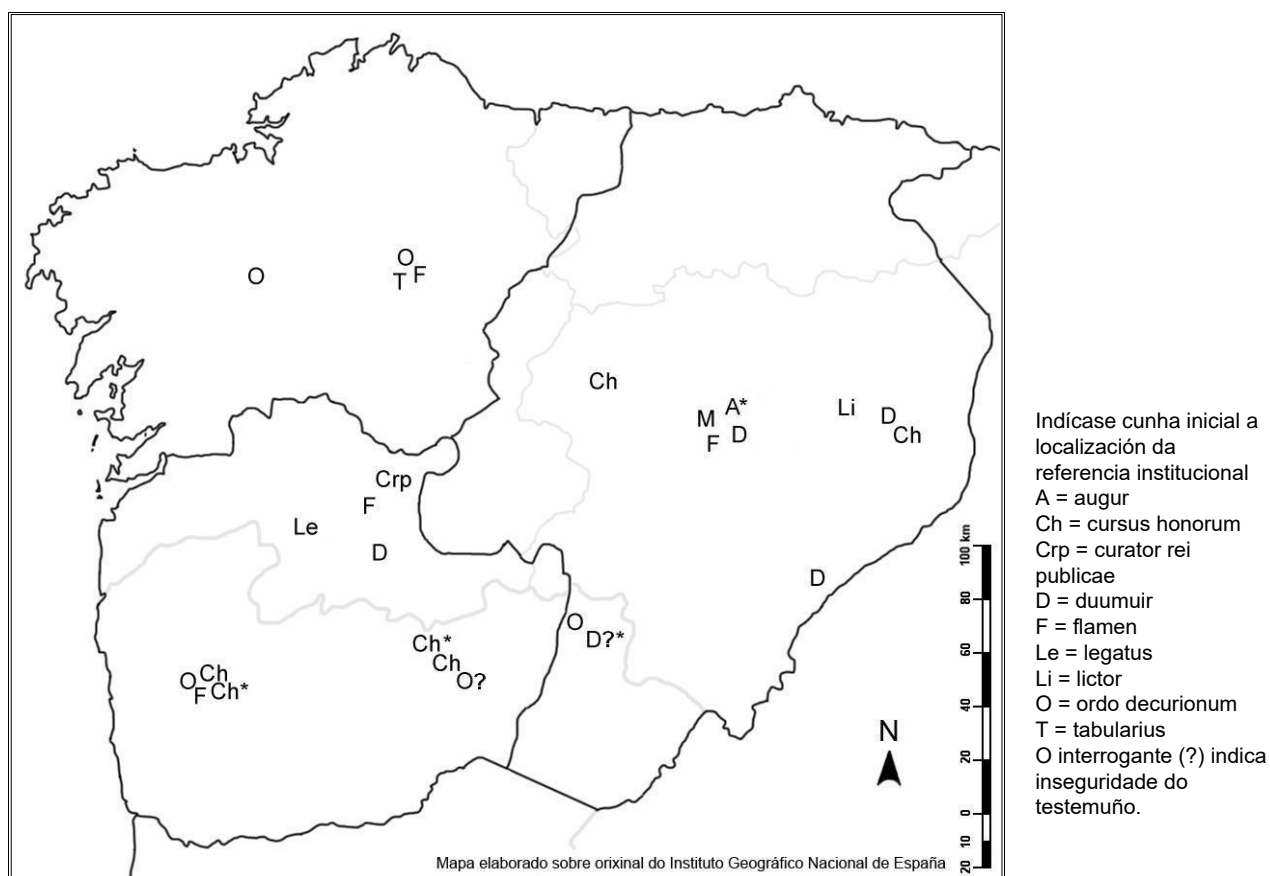 O
O
T F
Ch
M A*
F D
Li
D
Ch
Crp
F
Le
D
D
O
D?*
Ch*
Ch
O?
O Ch
F Ch*
N
100 km
80
60
40
20
0
10
20
Mapa elaborado sobre orixinal do Instituto Geográfico Nacional de España
Indícase cunha inicial a
localización da
referencia institucional
A = augur
Ch = cursus honorum
Crp = curator rei
publicae
D = duumuir
F = flamen
Le = legatus
Li = lictor
O = ordo decurionum
T = tabularius
O interrogante (?) indica
inseguridade do
testemuño.